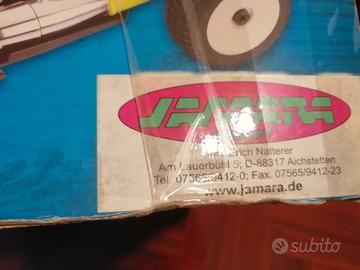 JAMARA
Inh. Erich Natterer
Am Lauerbühl 5; D-88317 Aichstetten
Tel. 07565/9412-0; Fax. 07565/9412-23
www.jamara.de
subito